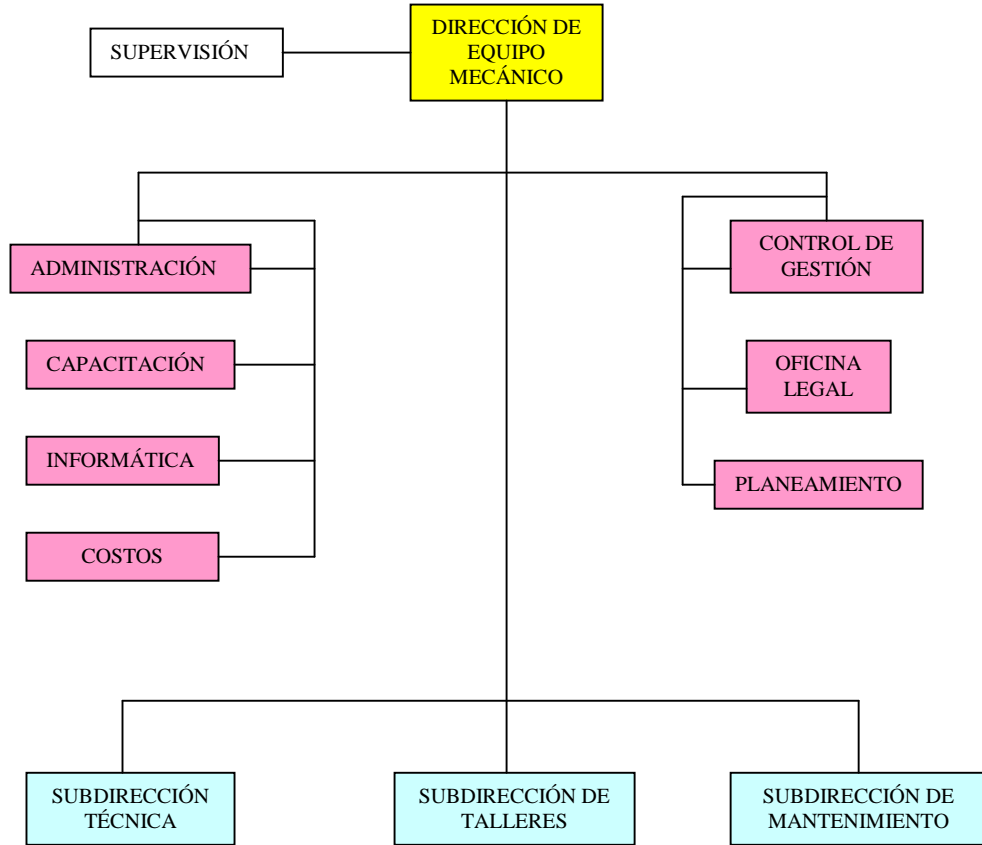 DIRECCIÓN DE
EQUIPO
MECÁNICO
SUPERVISIÓN
ADMINISTRACIÓN
CONTROL DE
GESTIÓN
CAPACITACIÓN
OFICINA
LEGAL
INFORMÁTICA
PLANEAMIENTO
COSTOS
SUBDIRECCIÓN
TÉCNICA
SUBDIRECCIÓN DE
TALLERES
SUBDIRECCIÓN DE
MANTENIMIENTO